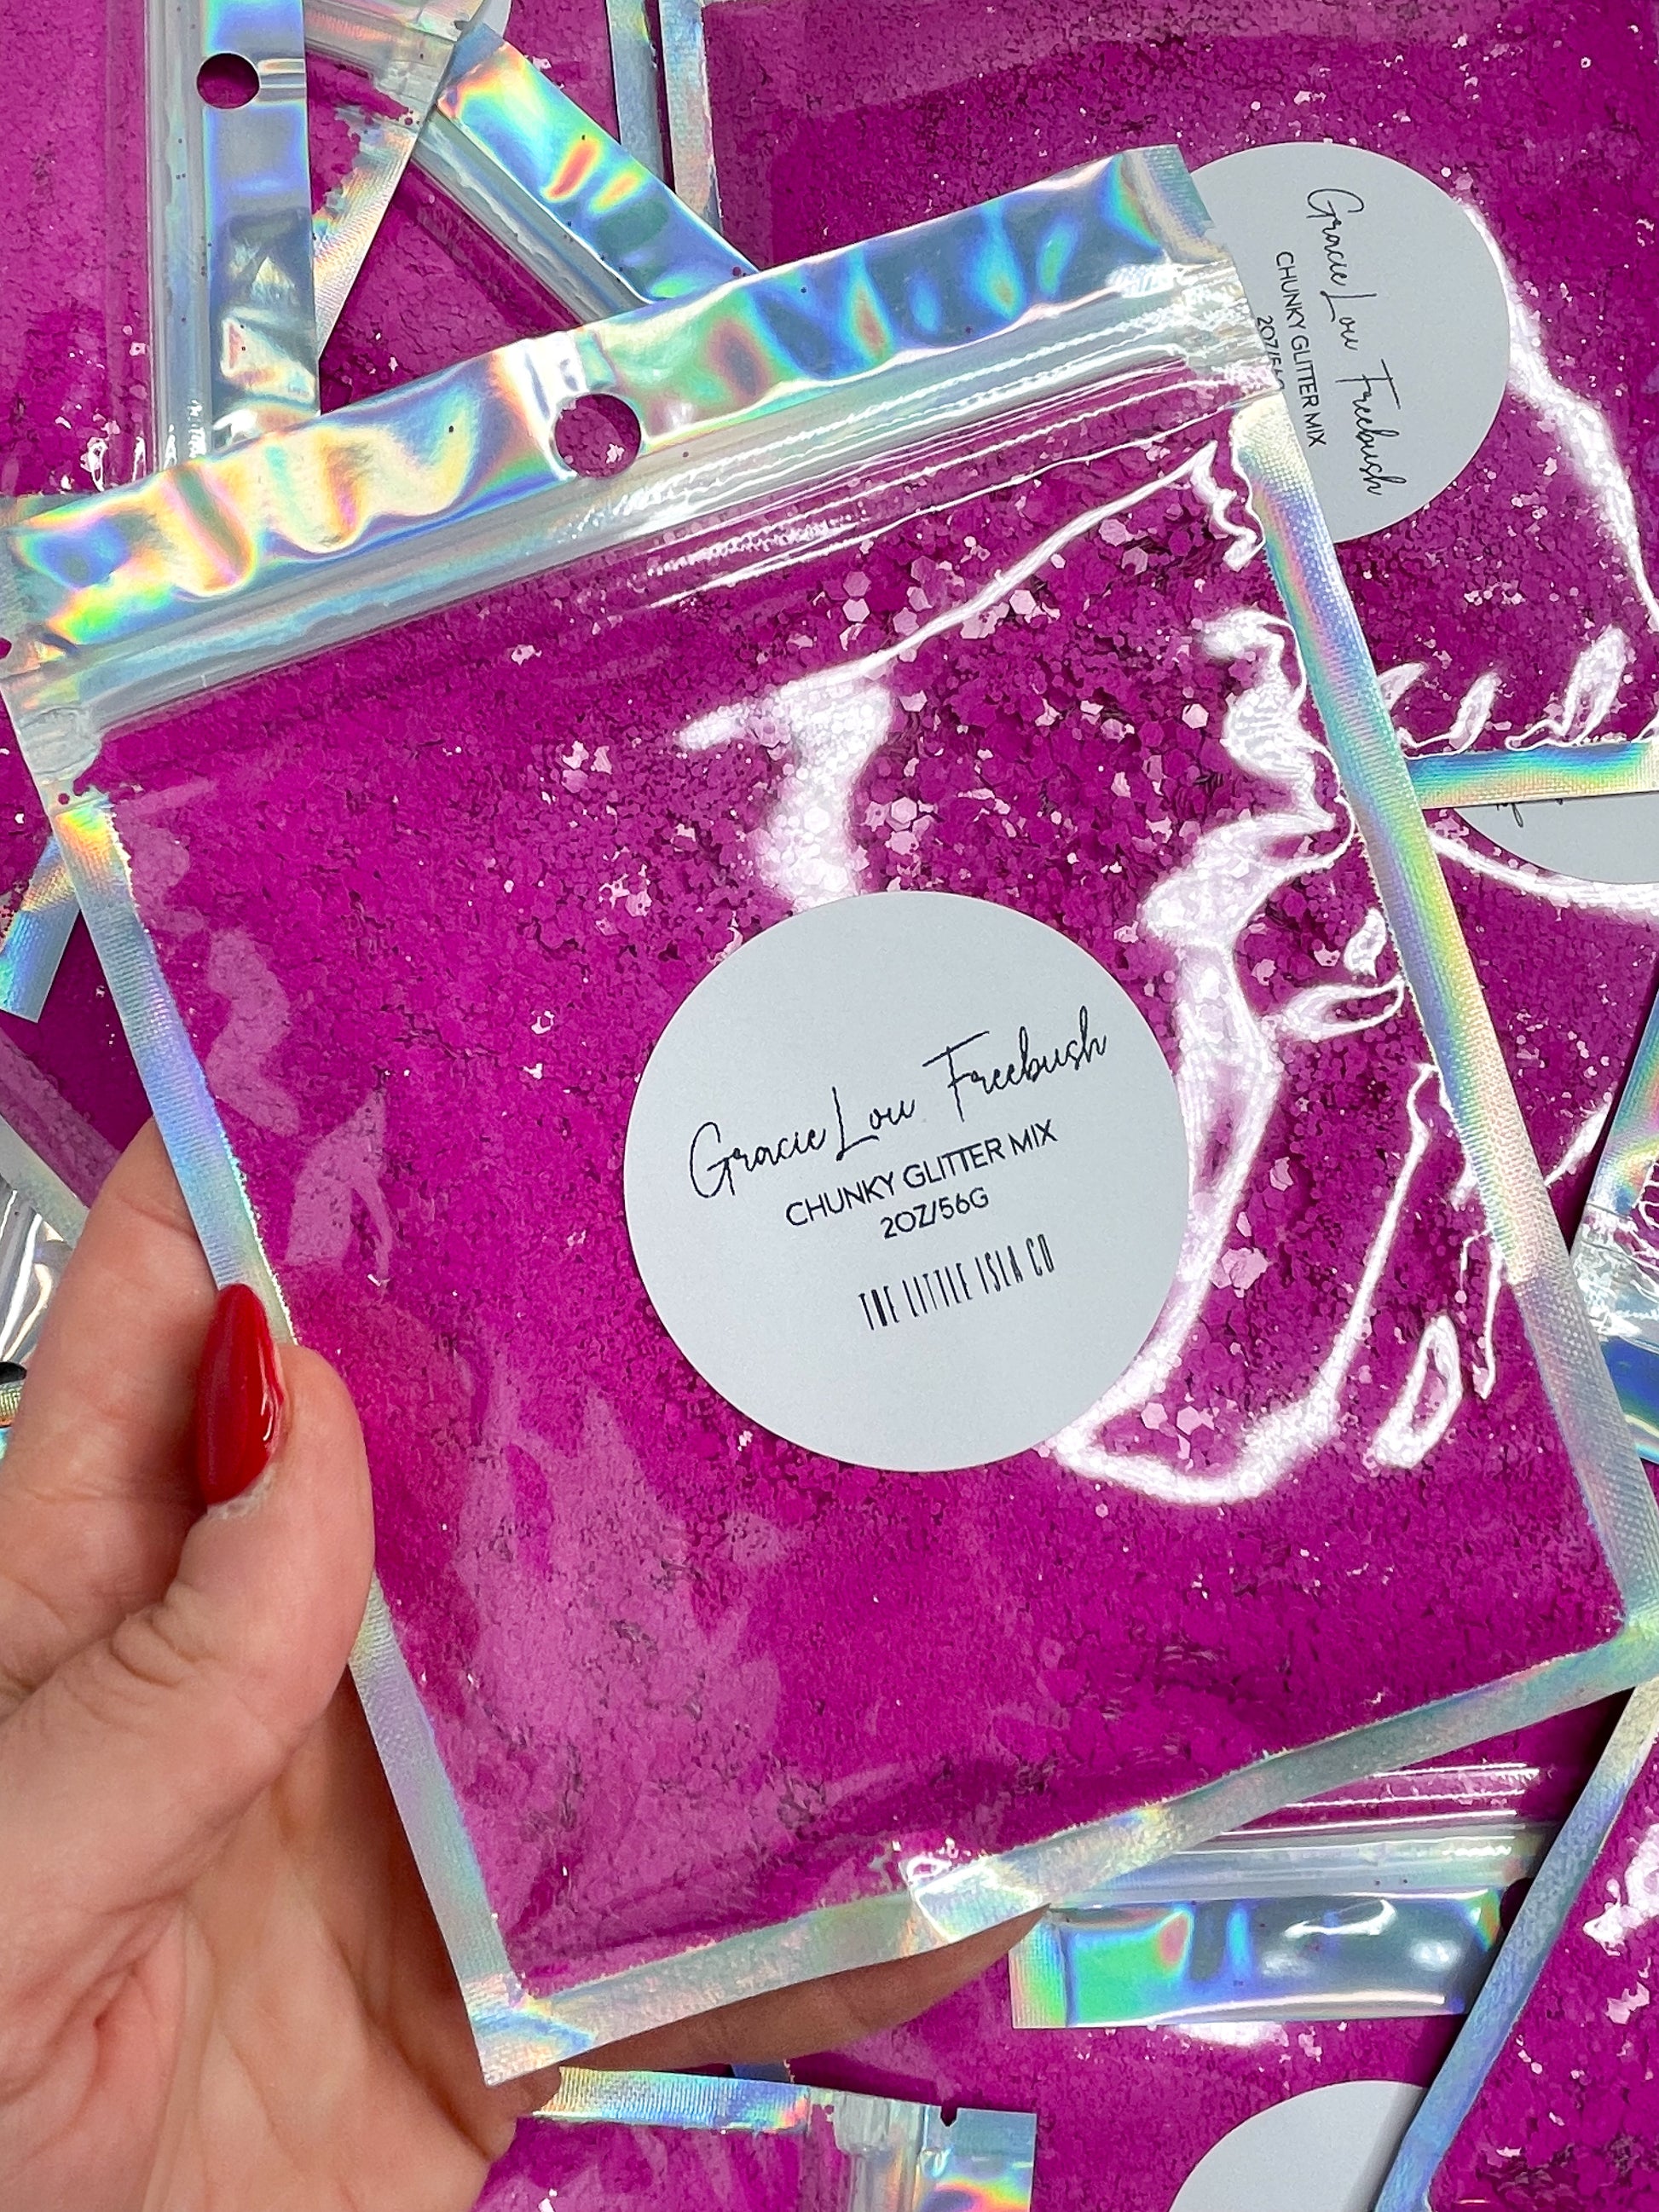 Gracie Lou Freebush
CHUNKY GLITTER MIX
2OZ/56G
THE LITTLE ISLA CO
Gracie Lou Freebush
CHUNKY GLITTER MIX